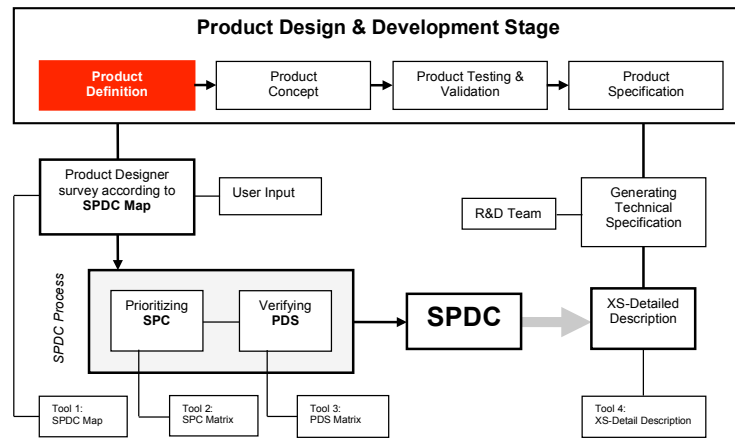 Product Design & Development Stage
Product
Definition
Product
Concept
Product Testing &
Validation
Product
Specification
Product Designer
survey according to
SPDC Map
User Input
R&D Team
Generating
Technical
Specification
SPDC Process
Prioritizing
SPC
Verifying
PDS
SPDC
XS-Detailed
Description
Tool 1:
SPDC Map
Tool 2:
SPC Matrix
Tool 3:
PDS Matrix
Tool 4:
XS-Detail Description